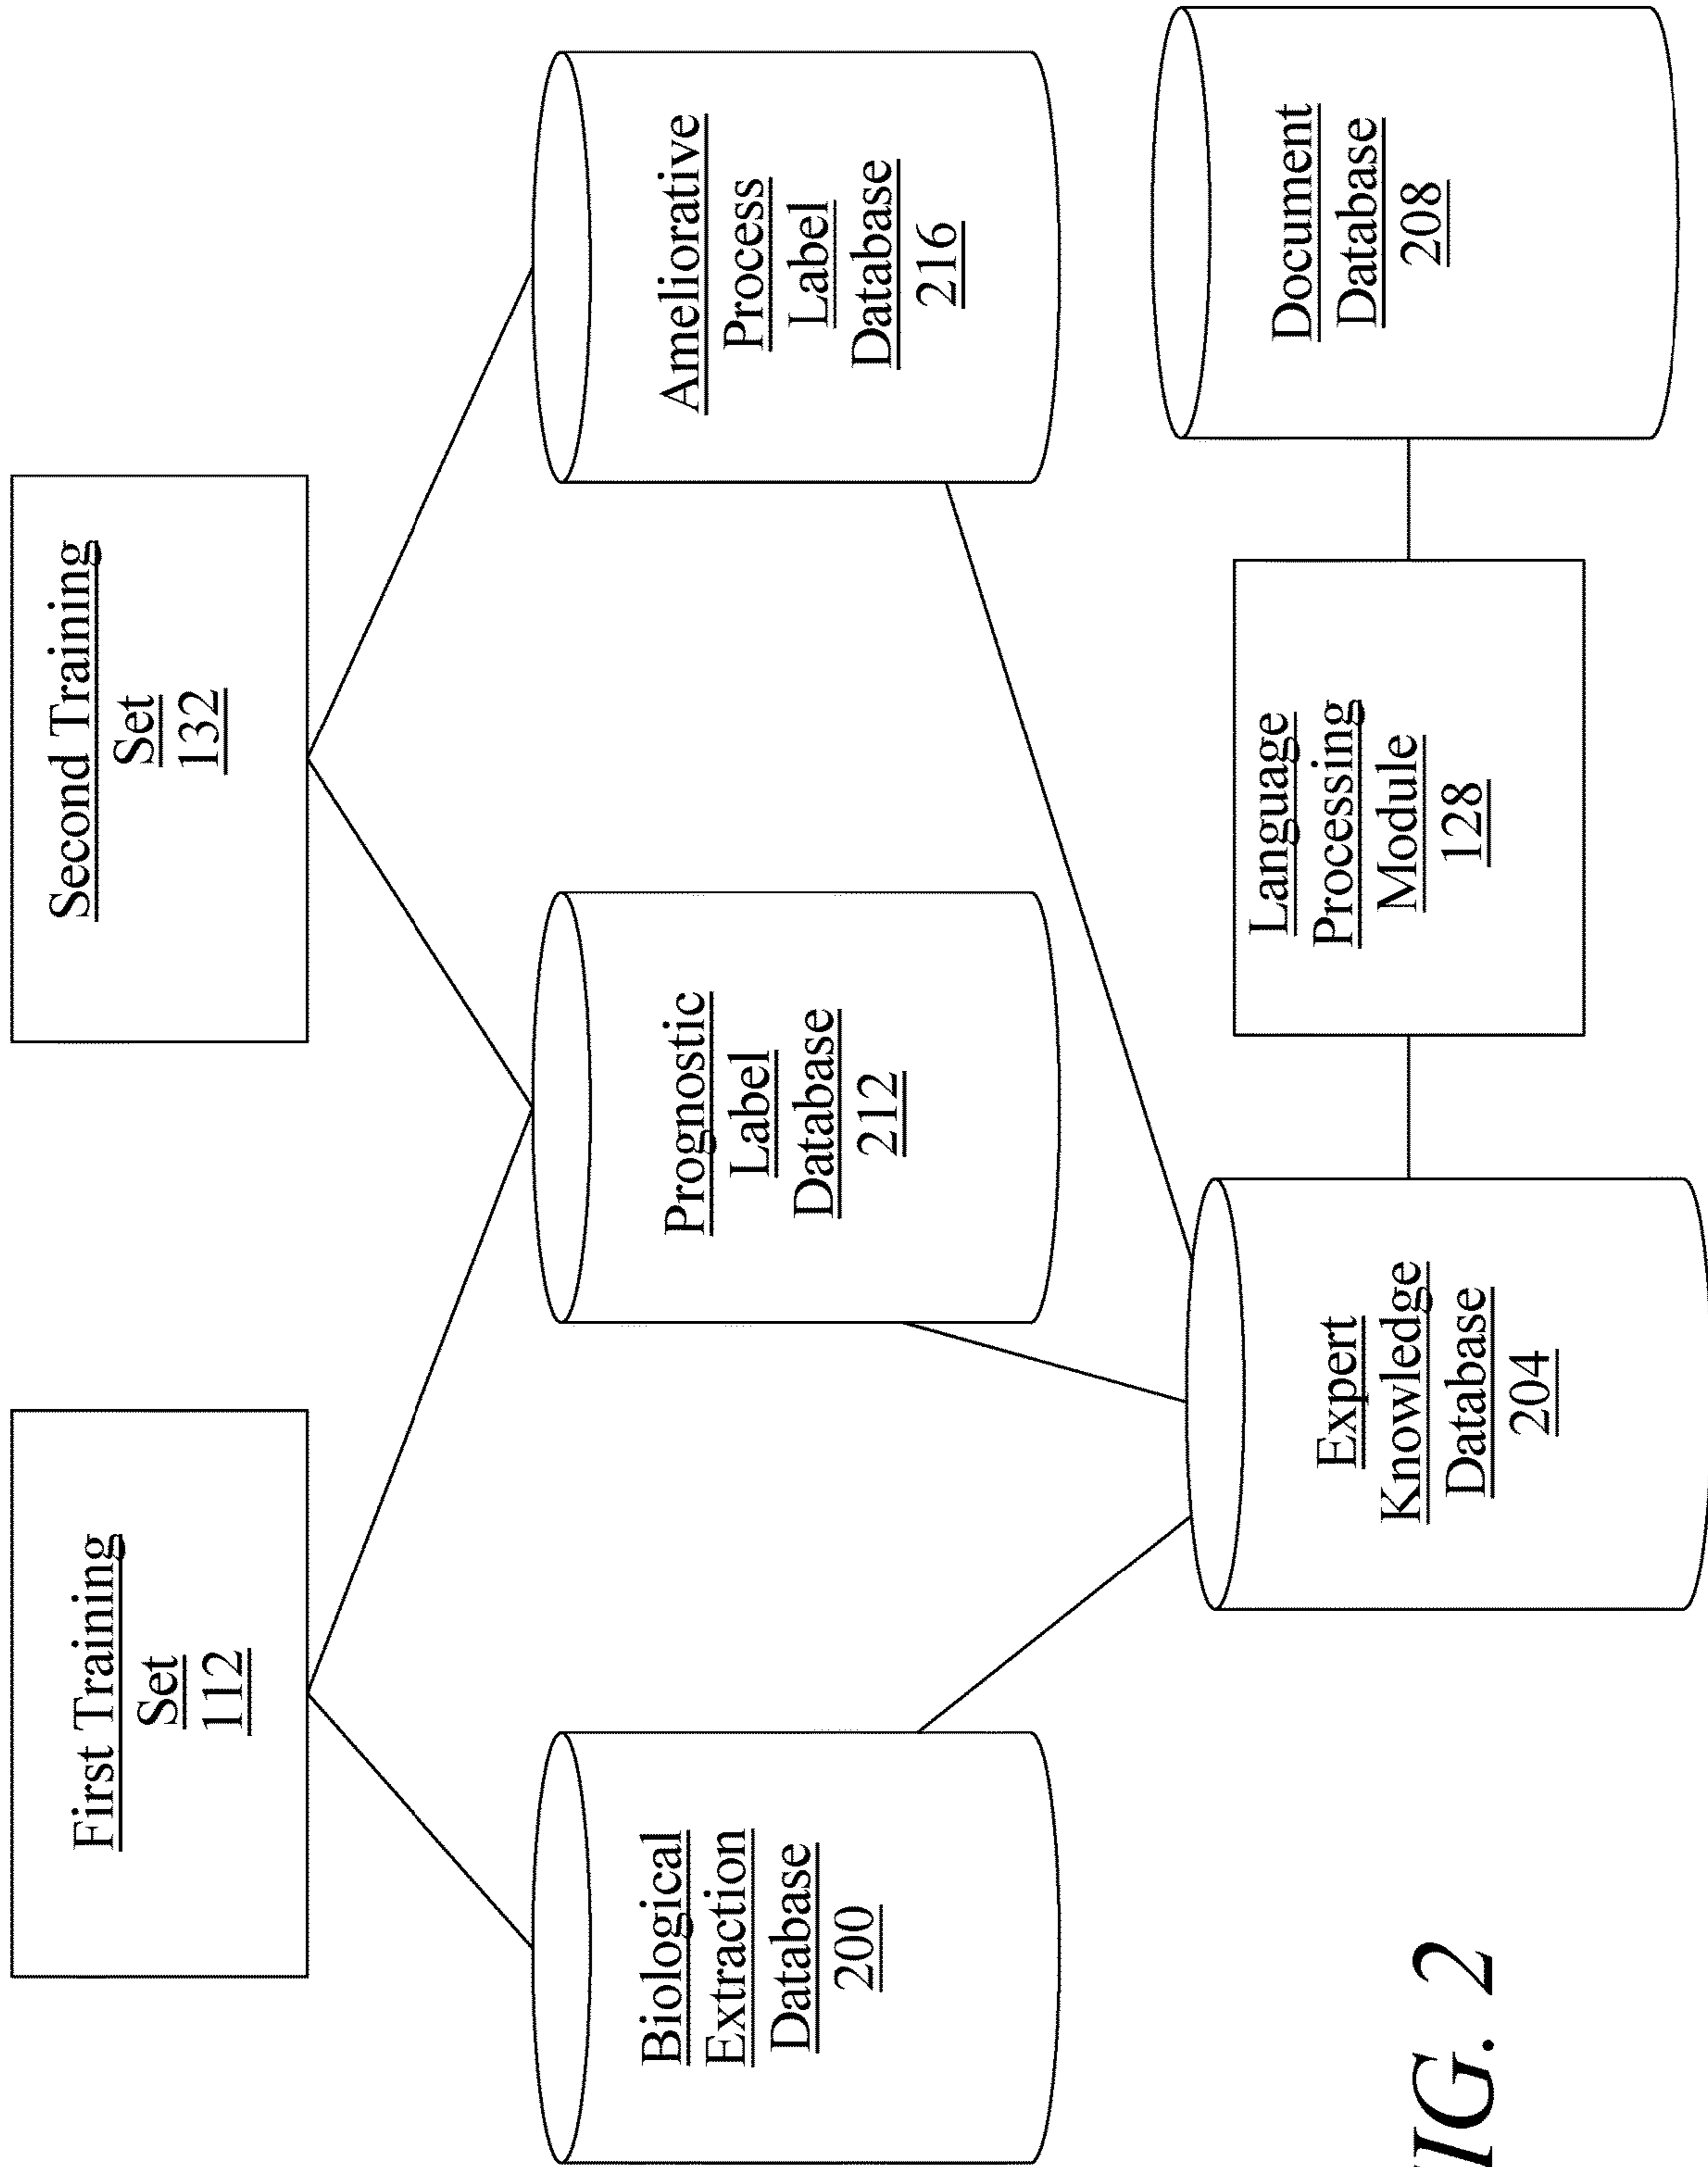 First Training
Set
112
Second Training
Set
132
Biological
Extraction
Database
200
Prognostic
Label
Database
212
Ameliorative
Process
Label
Database
216
Expert
Knowledge
Database
204
Language
Processing
Module
128
Document
Database
208
IG. 2